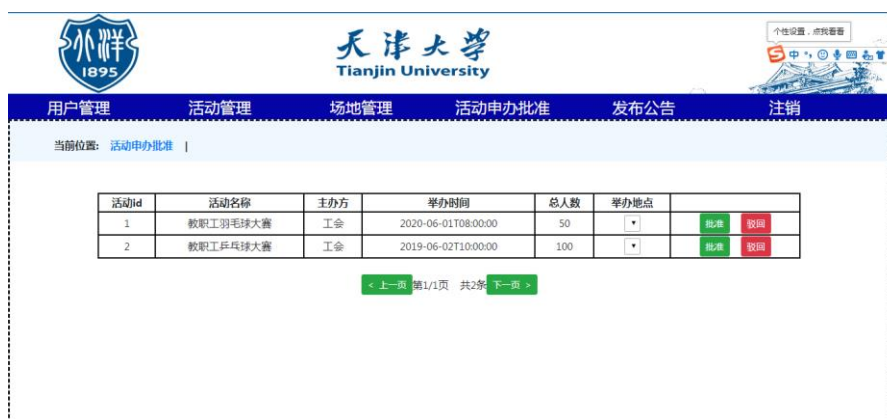 个性设置，点我看看
中
北洋
1895
天津大学
Tianjin University
用户管理 活动管理 场地管理 活动申办批准 发布公告 注销
当前位置: 活动申办批准 |
活动id 活动名称 主办方 举办时间 总人数 举办地点
1 教职工羽毛球大赛 工会 2020-06-01T08:00:00 50 批准 驳回
2 教职工乒乓球大赛 工会 2019-06-02T10:00:00 100 批准 驳回
< 上一页 第1/1页 共2条 下一页 >